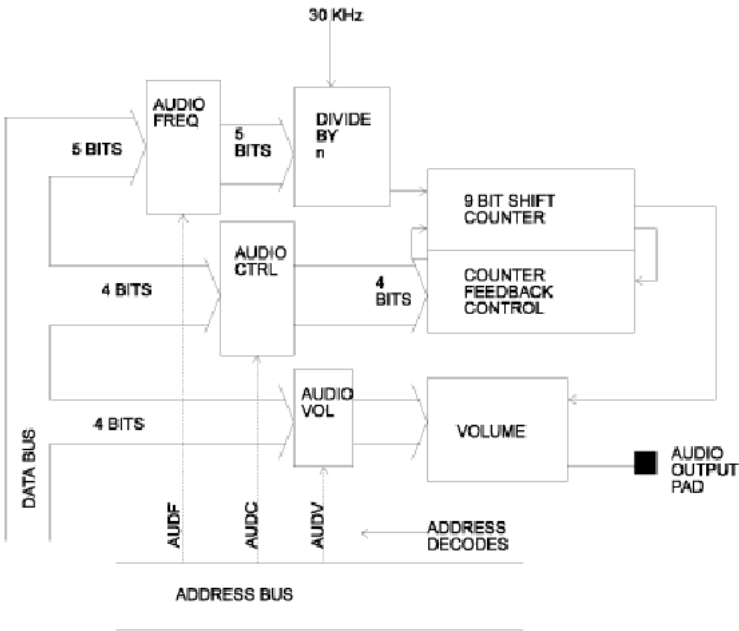 30 KHz
AUDIO
FREQ
5 BITS
5
BITS
DIVIDE
BY
n
9 BIT SHIFT
COUNTER
AUDIO
CTRL
4 BITS
4
BITS
COUNTER
FEEDBACK
CONTROL
AUDIO
VOL
4 BITS
VOLUME
AUDIO
OUTPUT
PAD
DATA BUS
AUDF
AUDC
AUDV
ADDRESS
DECODES
ADDRESS BUS